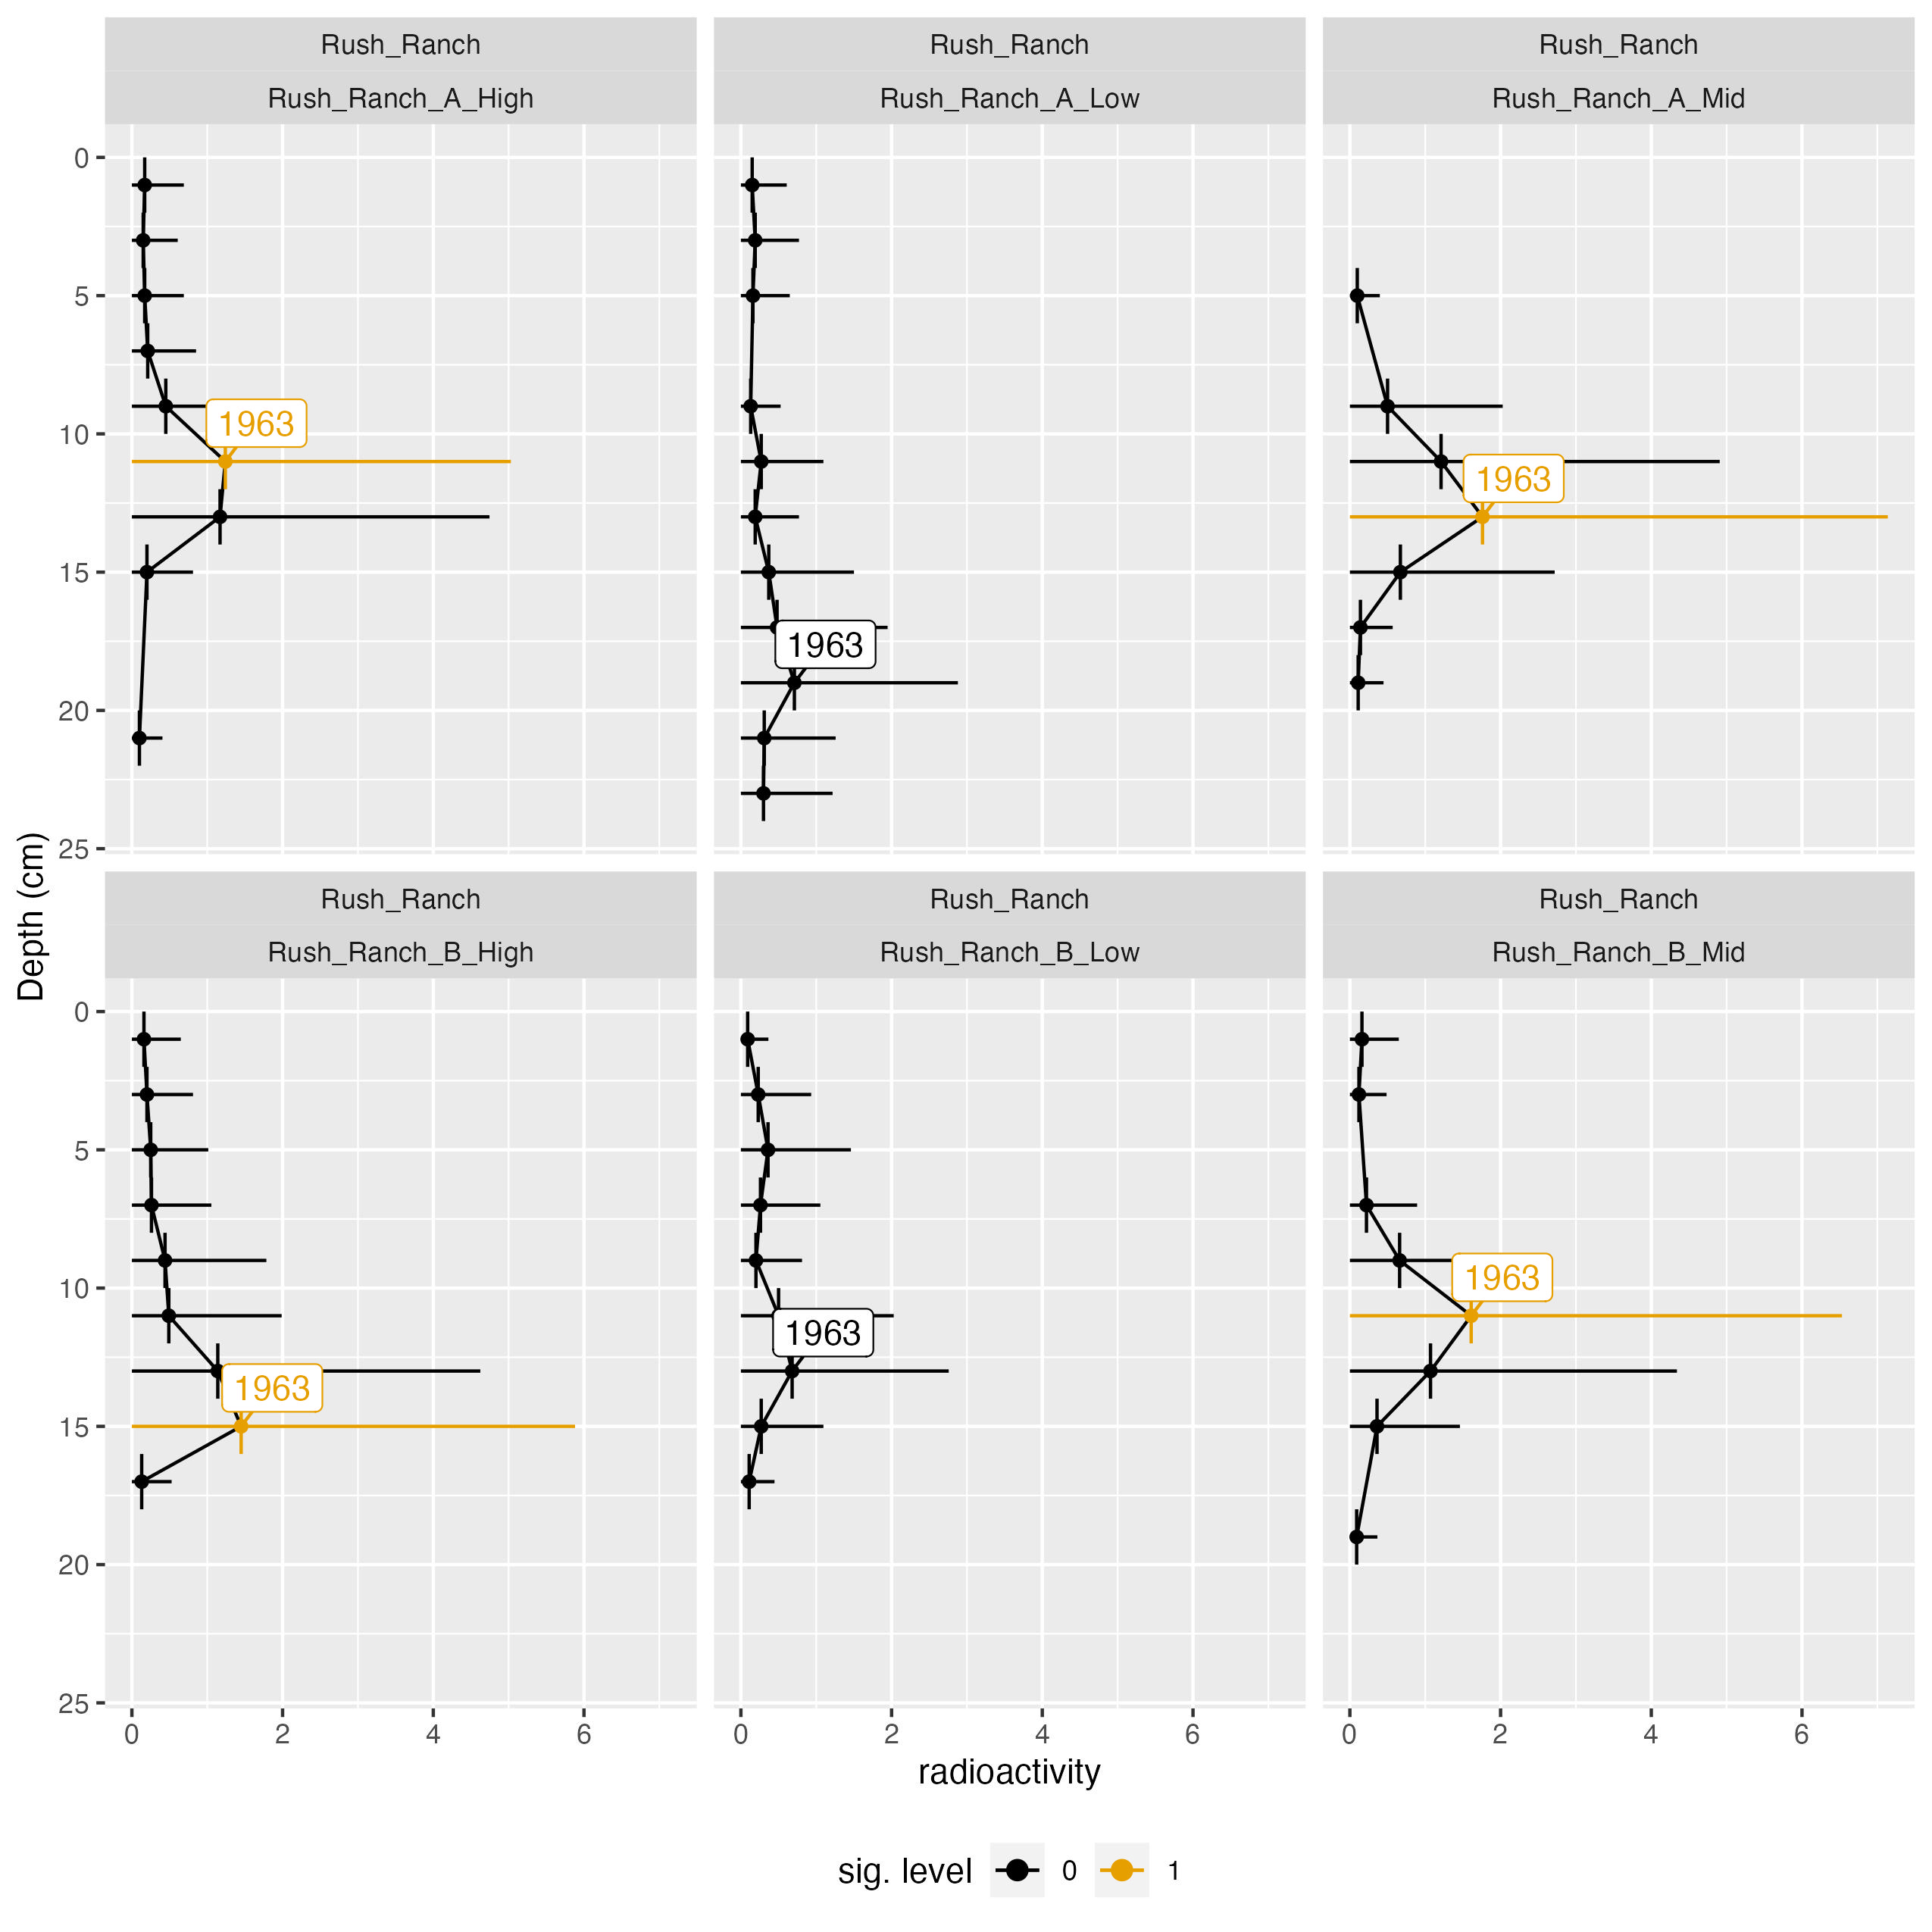 Rush_Ranch
Rush_Ranch
Rush_Ranch
Rush_Ranch_A_High
Rush_Ranch_A_Low
Rush_Ranch_A_Mid
0
5
10
15
20
25
1963
1963
1963
Depth (cm)
Rush_Ranch
Rush_Ranch
Rush_Ranch
Rush_Ranch_B_High
Rush_Ranch_B_Low
Rush_Ranch_B_Mid
0
5
10
15
20
25
1963
1963
1963
0 2 4 6
0 2 4 6
0 2 4 6
radioactivity
sig. level 0 1